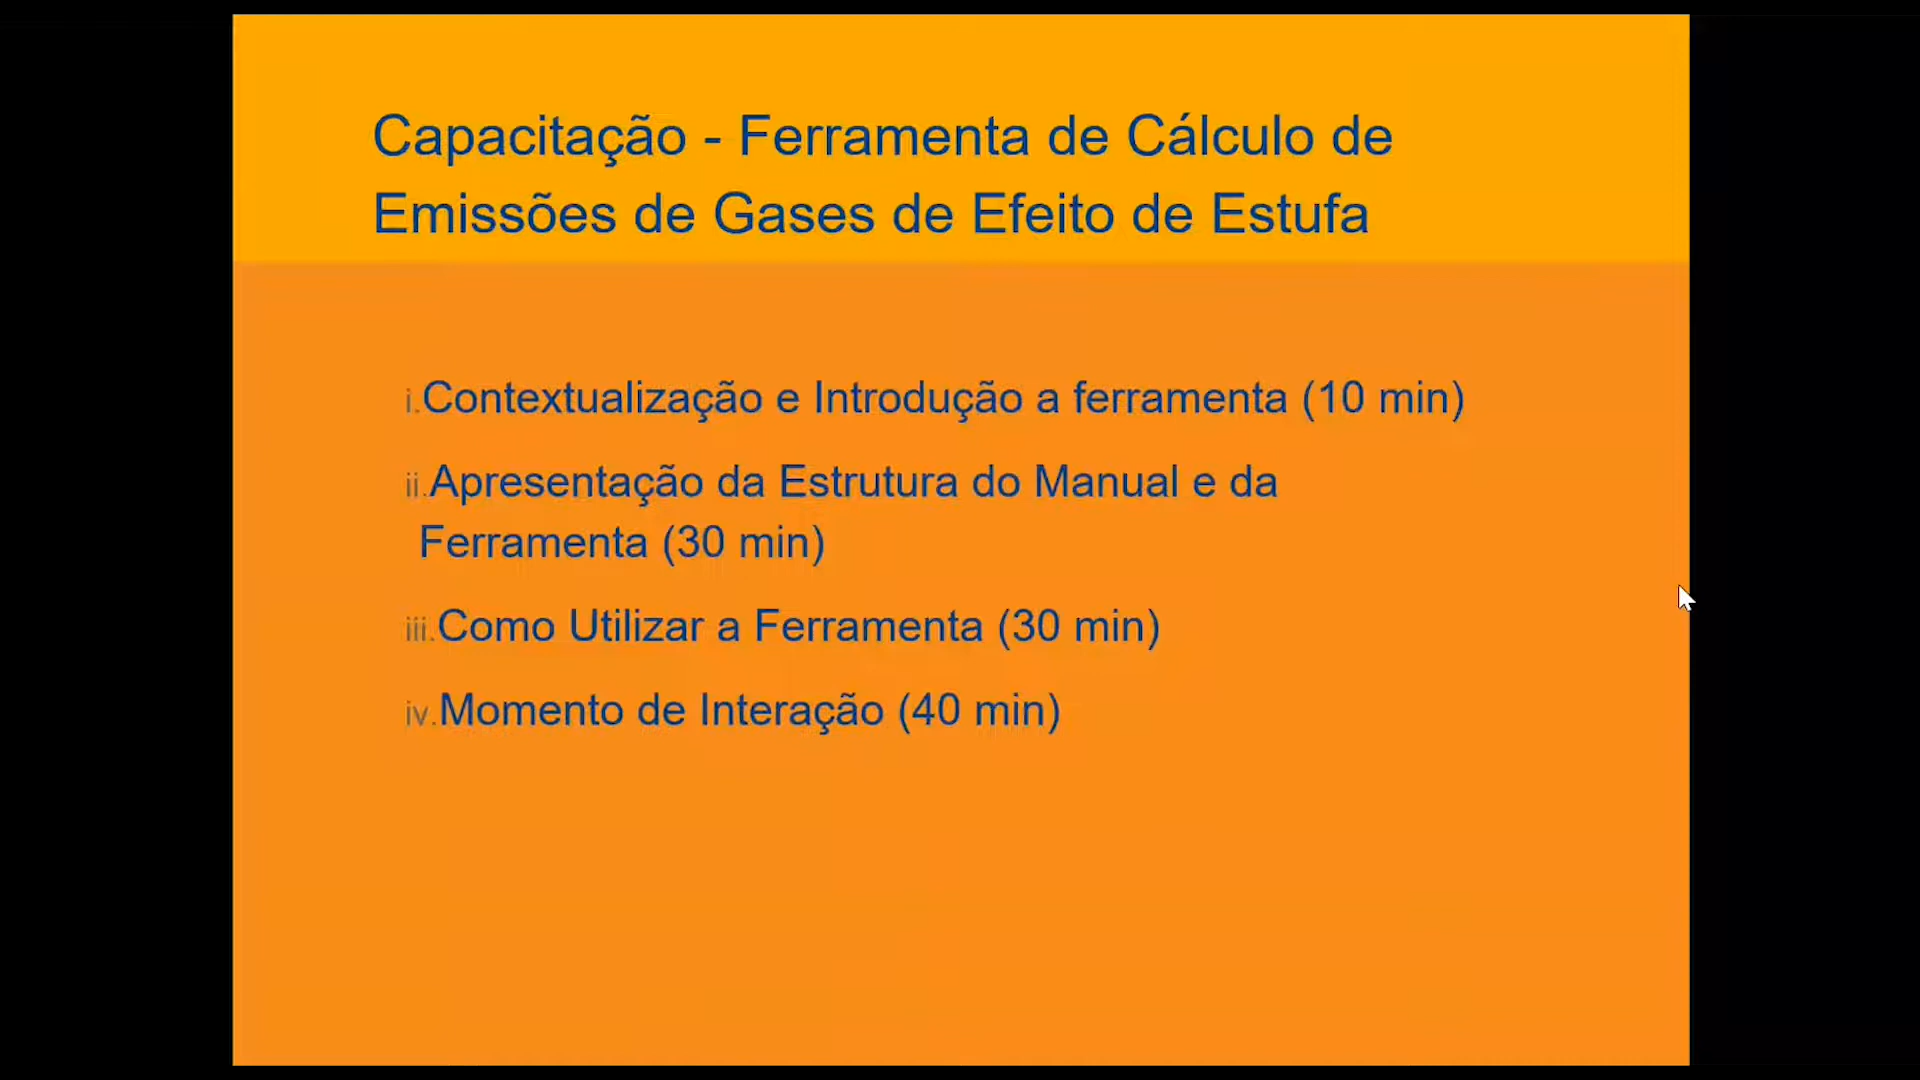 Capacitação - Ferramenta de Cálculo de
Emissões de Gases de Efeito de Estufa
i.Contextualização e Introdução a ferramenta (10 min)
ii.Apresentação da Estrutura do Manual e da
Ferramenta (30 min)
iii.Como Utilizar a Ferramenta (30 min)
iv.Momento de Interação (40 min)